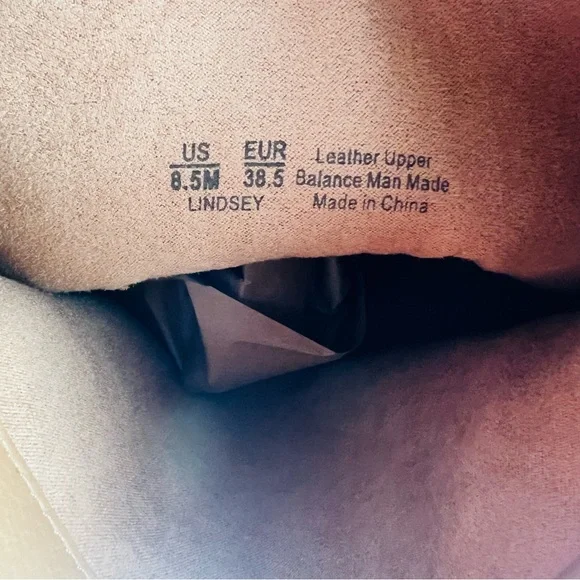 US EUR Leather Upper
8.5M 38.5 Balance Man Made
LINDSEY Made in China